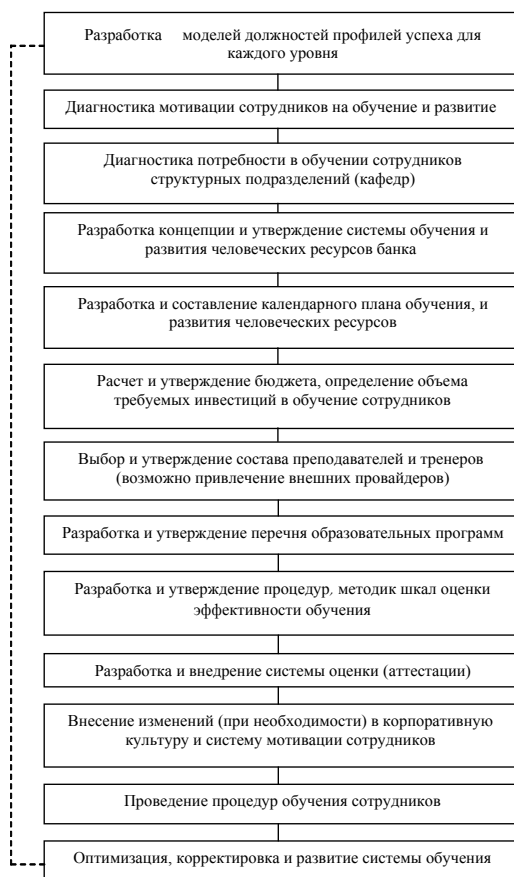 Разработка моделей должностей профилей успеха для
каждого уровня
Диагностика мотивации сотрудников на обучение и развитие
Диагностика потребности в обучении сотрудников
структурных подразделений (кафедр)
Разработка концепции и утверждение системы обучения и
развития человеческих ресурсов банка
Разработка и составление календарного плана обучения, и
развития человеческих ресурсов
Расчет и утверждение бюджета, определение объема
требуемых инвестиций в обучение сотрудников
Выбор и утверждение состава преподавателей и тренеров
(возможно привлечение внешних провайдеров)
Разработка и утверждение перечня образовательных программ
Разработка и утверждение процедур, методик шкал оценки
эффективности обучения
Разработка и внедрение системы оценки (аттестации)
Внесение изменений (при необходимости) в корпоративную
культуру и систему мотивации сотрудников
Проведение процедур обучения сотрудников
Оптимизация, корректировка и развитие системы обучения